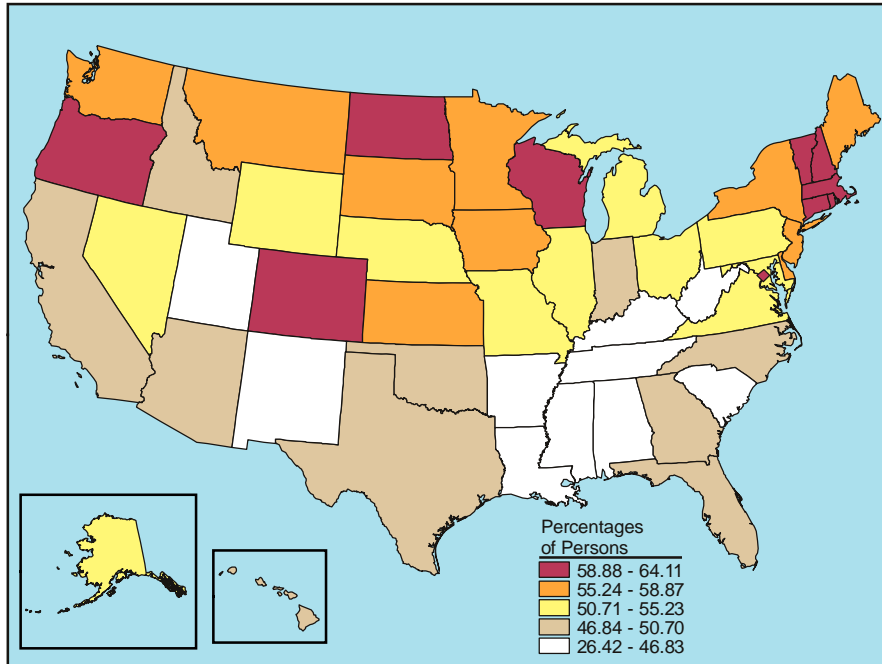 Percentages
of Persons
58.88 - 64.11
55.24 - 58.87
50.71 - 55.23
46.84 - 50.70
26.42 - 46.83